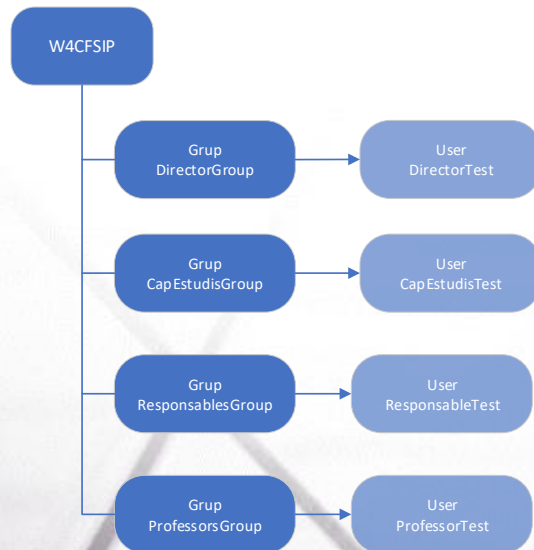 W4CFSIP
Grup
DirectorGroup
User
DirectorTest
Grup
CapEstudisGroup
User
CapEstudisTest
Grup
ResponsablesGroup
User
ResponsableTest
Grup
ProfessorsGroup
User
ProfessorTest